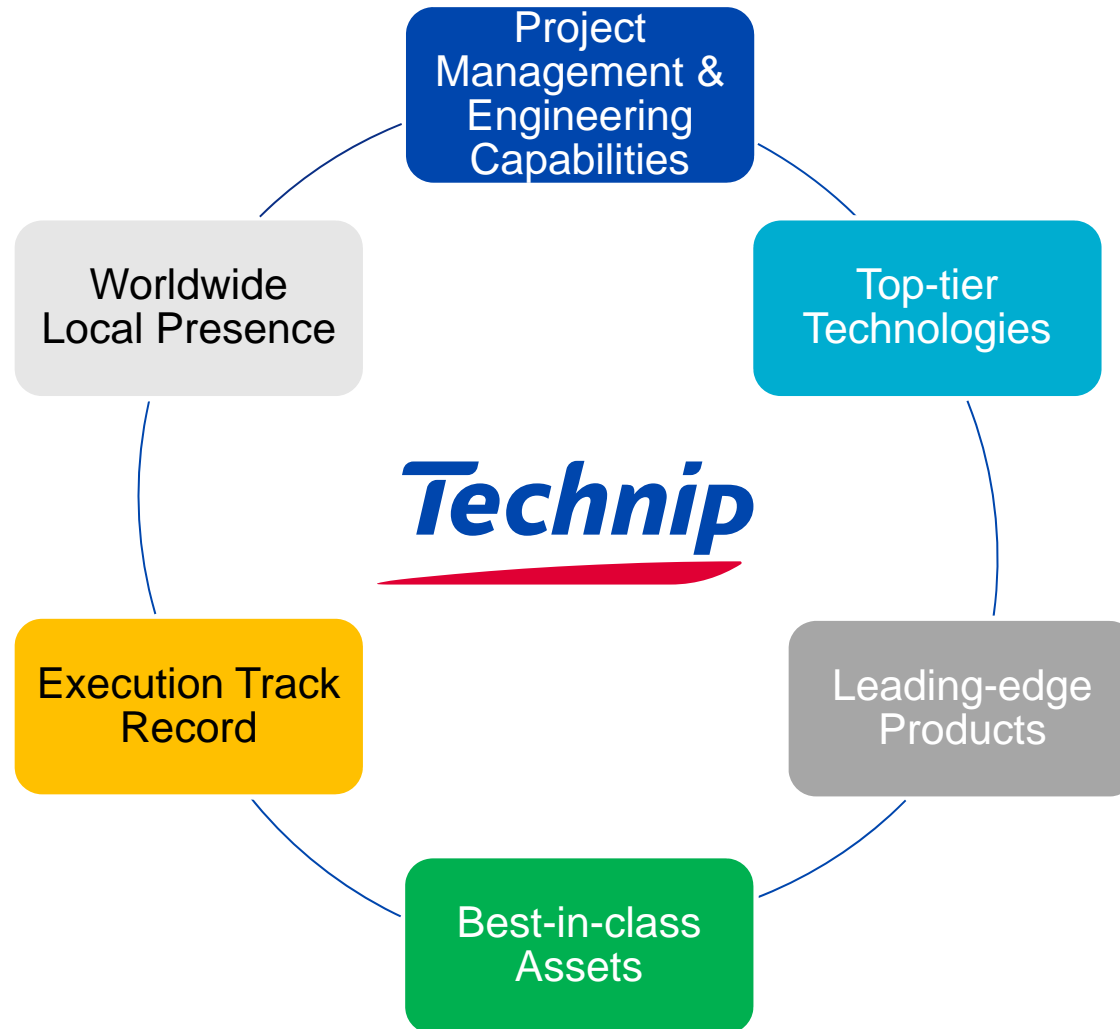 Project
Management &
Engineering
Capabilities
Worldwide
Local Presence
Top-tier
Technologies
Technip
Execution Track
Record
Leading-edge
Products
Best-in-class
Assets